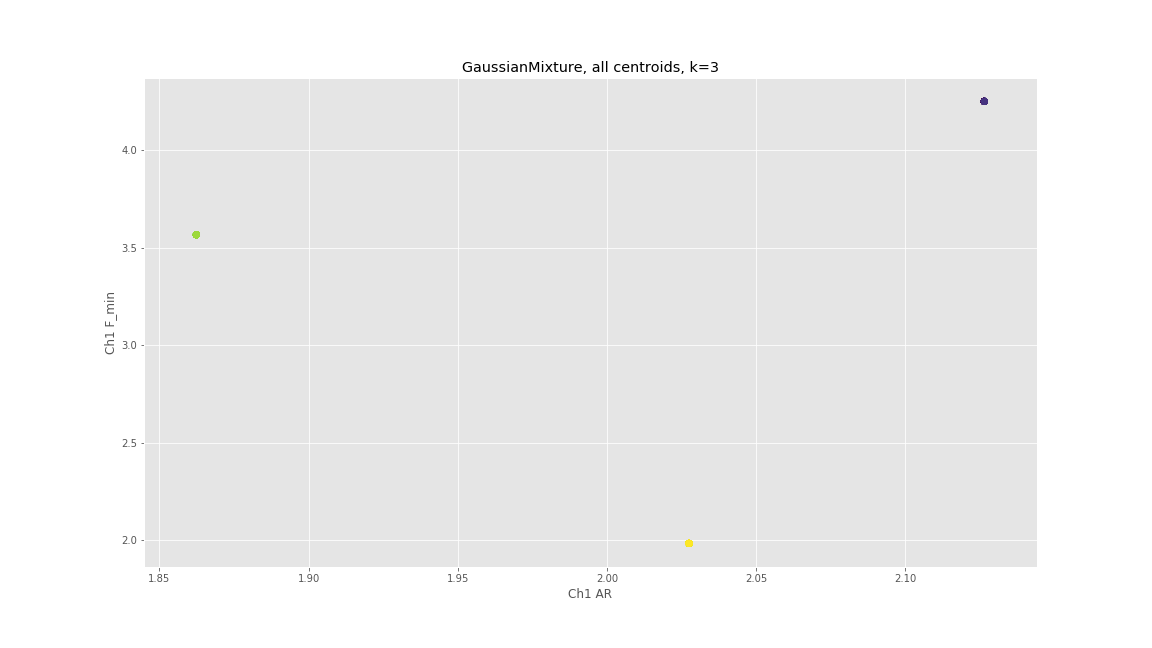 GaussianMixture, all centroids, k=3
4.0
3.5
3.0
2.5
2.0
Ch1 F_min
1.85 1.90 1.95 2.00 2.05 2.10
Ch1 AR